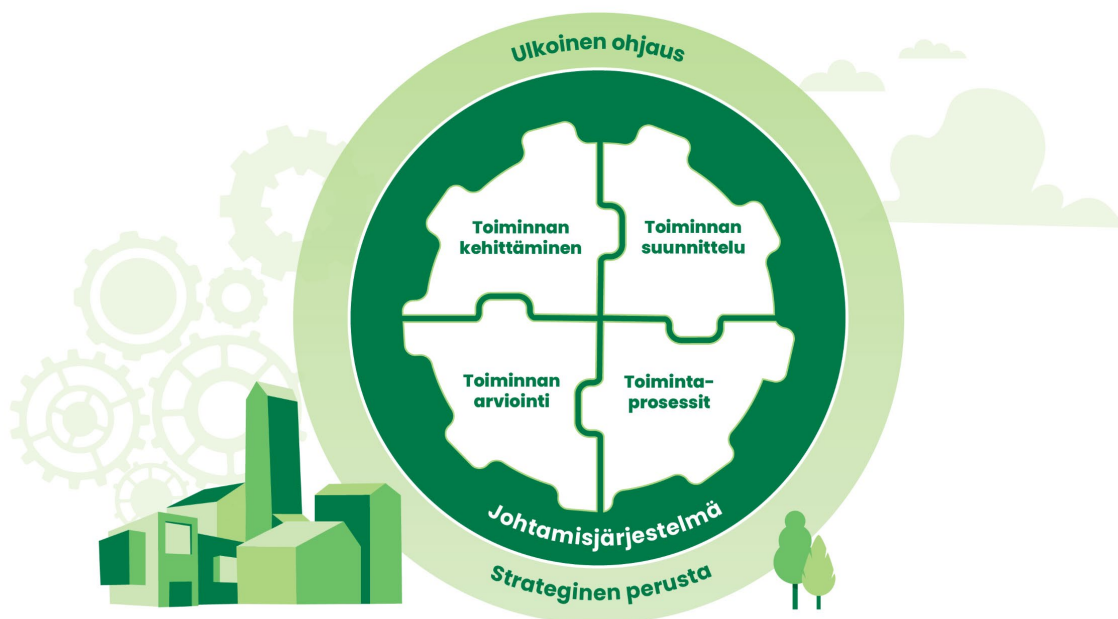 Ulkoinen ohjaus
Toiminnan
kehittäminen
Toiminnan
suunnittelu
Toiminnan
arviointi
Toiminta-
prosessit
Johtamisjärjestelmä
Strateginen perusta